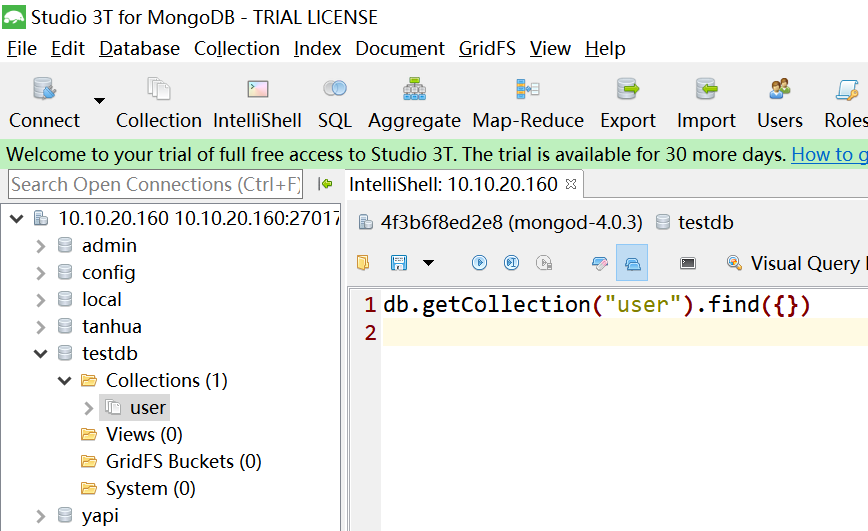 Studio 3T for MongoDB - TRIAL LICENSE
File Edit Database Collection Index Document GridFS View Help
Connect Collection IntelliShell SQL Aggregate Map-Reduce Export Import Users Roles
Welcome to your trial of full free access to Studio 3T. The trial is available for 30 more days. How to g
Search Open Connections (Ctrl+F)
IntelliShell: 10.10.20.160
10.10.20.160 10.10.20.160:27017
4f3b6f8ed2e8 (mongod-4.0.3) testdb
admin
config
Visual Query
local
tanhua
1 db.getCollection("user").find({})
2
testdb
Collections (1)
user
Views (0)
GridFS Buckets (0)
System (0)
yapi